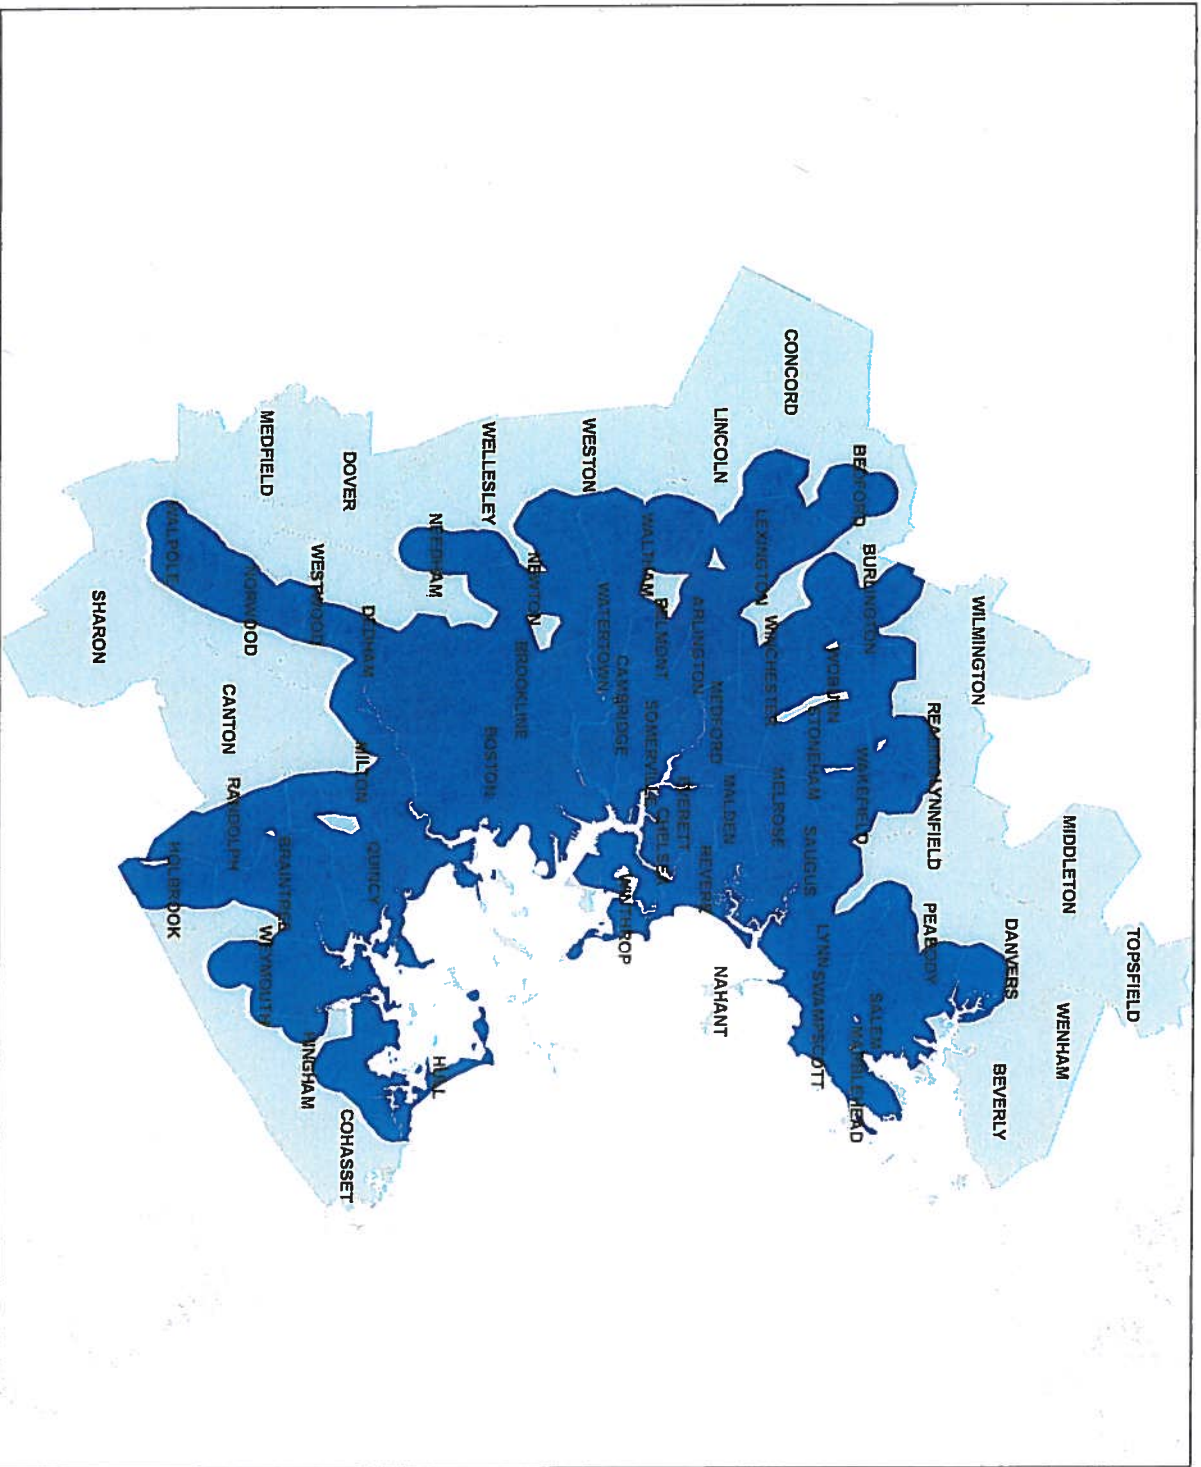 TOPSFIELD
MIDDLETON
WENHAM
DANVERS
BEVERLY
WILMINGTON
READING
LYNNFIELD
PEABODY
SALEM
BURLINGTON
WAKEFIELD
BEDFORD
MARBLEHEAD
WOBURN
LYNN
SWAMPSCOTT
STONEHAM
SAUGUS
CONCORD
MELROSE
WINCHESTER
LEXINGTON
MALDEN
LINCOLN
NAHANT
MEDFORD
REVERE
ARLINGTON
EVERETT
BELMONT
CHELSEA
SOMERVILLE
WALTHAM
WINTHROP
CAMBRIDGE
WATERTOWN
WESTON
NEWTON
BROOKLINE
WELLESLEY
BOSTON
NEEDHAM
HULL
QUINCY
DEDHAM
MILTON
DOVER
COHASSET
WESTWOOD
HINGHAM
BRAINTREE
MEDFIELD
WEYMOUTH
NORWOOD
RANDOLPH
CANTON
WALPOLE
HOLBROOK
SHARON